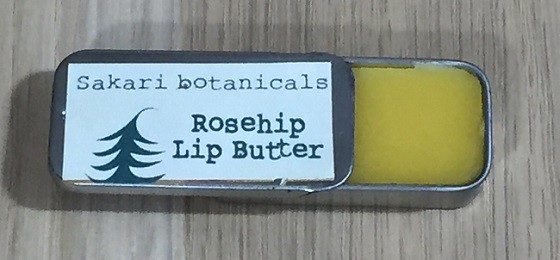 Sakari botanicals
Rosehip
Lip Butter